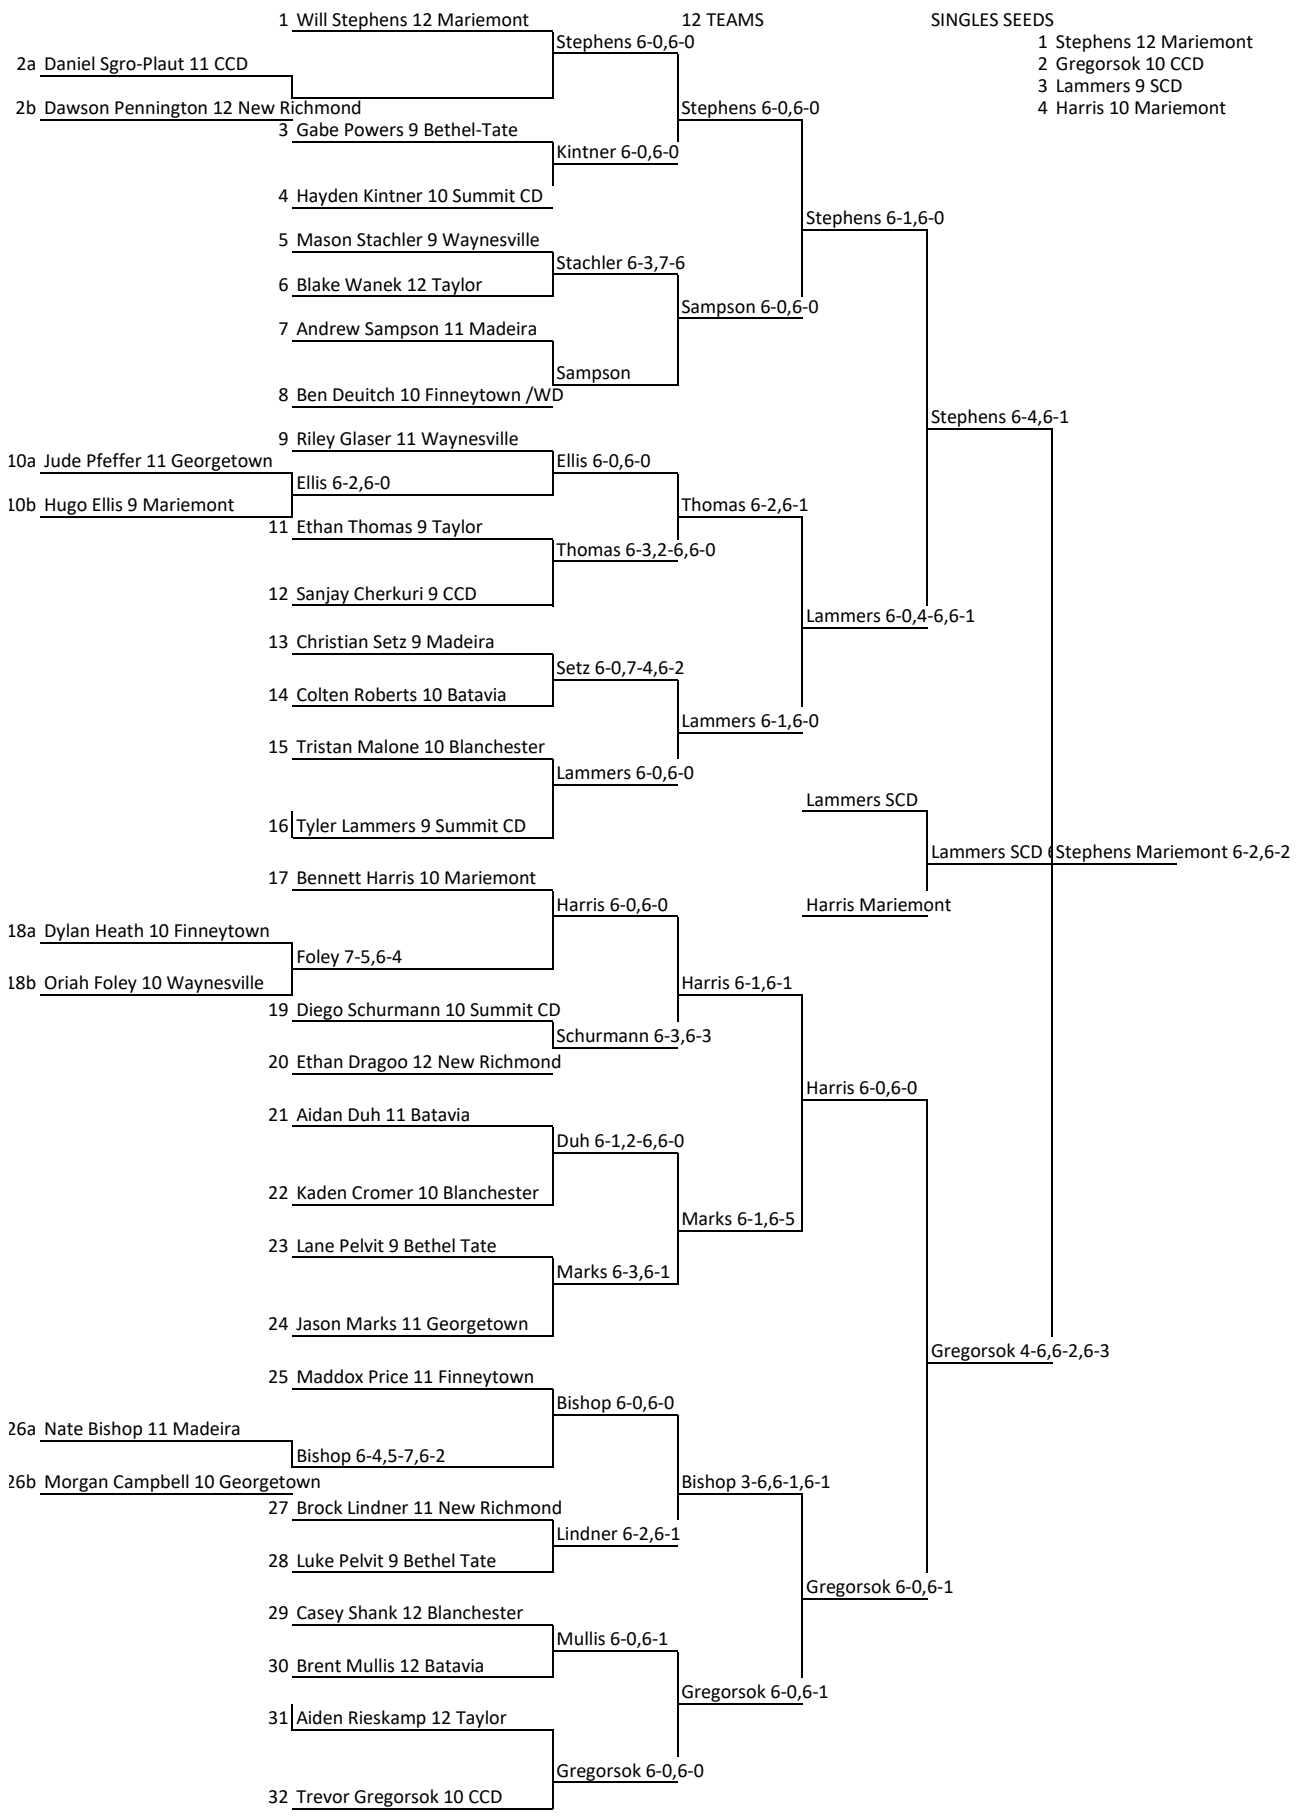 1 Will Stephens 12 Mariemont 12 TEAMS SINGLES SEEDS
Stephens 6-0,6-0 1 Stephens 12 Mariemont
2a Daniel Sgro-Plaut 11 CCD 2 Gregorsok 10 CCD
3 Lammers 9 SCD
2b Dawson Pennington 12 New Richmond Stephens 6-0,6-0 4 Harris 10 Mariemont
3 Gabe Powers 9 Bethel-Tate
Kintner 6-0,6-0
4 Hayden Kintner 10 Summit CD
Stephens 6-1,6-0
5 Mason Stachler 9 Waynesville
Stachler 6-3,7-6
6 Blake Wanek 12 Taylor
Sampson 6-0,6-0
7 Andrew Sampson 11 Madeira
Sampson
8 Ben Deuitch 10 Finneytown /WD
Stephens 6-4,6-1
9 Riley Glaser 11 Waynesville
10a Jude Pfeffer 11 Georgetown Ellis 6-0,6-0
Ellis 6-2,6-0
10b Hugo Ellis 9 Mariemont Thomas 6-2,6-1
11 Ethan Thomas 9 Taylor
Thomas 6-3,2-6,6-0
12 Sanjay Cherkuri 9 CCD
Lammers 6-0,4-6,6-1
13 Christian Setz 9 Madeira
Setz 6-0,7-4,6-2
14 Colten Roberts 10 Batavia
Lammers 6-1,6-0
15 Tristan Malone 10 Blanchester
Lammers 6-0,6-0
Lammers SCD
16 Tyler Lammers 9 Summit CD
Lammers SCD Stephens Mariemont 6-2,6-2
17 Bennett Harris 10 Mariemont
Harris 6-0,6-0 Harris Mariemont
18a Dylan Heath 10 Finneytown
Foley 7-5,6-4
18b Oriah Foley 10 Waynesville Harris 6-1,6-1
19 Diego Schurmann 10 Summit CD
Schurmann 6-3,6-3
20 Ethan Dragoo 12 New Richmond
Harris 6-0,6-0
21 Aidan Duh 11 Batavia
Duh 6-1,2-6,6-0
22 Kaden Cromer 10 Blanchester
Marks 6-1,6-5
23 Lane Pelvit 9 Bethel Tate
Marks 6-3,6-1
24 Jason Marks 11 Georgetown
Gregorsok 4-6,6-2,6-3
25 Maddox Price 11 Finneytown
Bishop 6-0,6-0
26a Nate Bishop 11 Madeira
Bishop 6-4,5-7,6-2
26b Morgan Campbell 10 Georgetown Bishop 3-6,6-1,6-1
27 Brock Lindner 11 New Richmond
Lindner 6-2,6-1
28 Luke Pelvit 9 Bethel Tate
Gregorsok 6-0,6-1
29 Casey Shank 12 Blanchester
Mullis 6-0,6-1
30 Brent Mullis 12 Batavia
Gregorsok 6-0,6-1
31 Aiden Rieskamp 12 Taylor
Gregorsok 6-0,6-0
32 Trevor Gregorsok 10 CCD